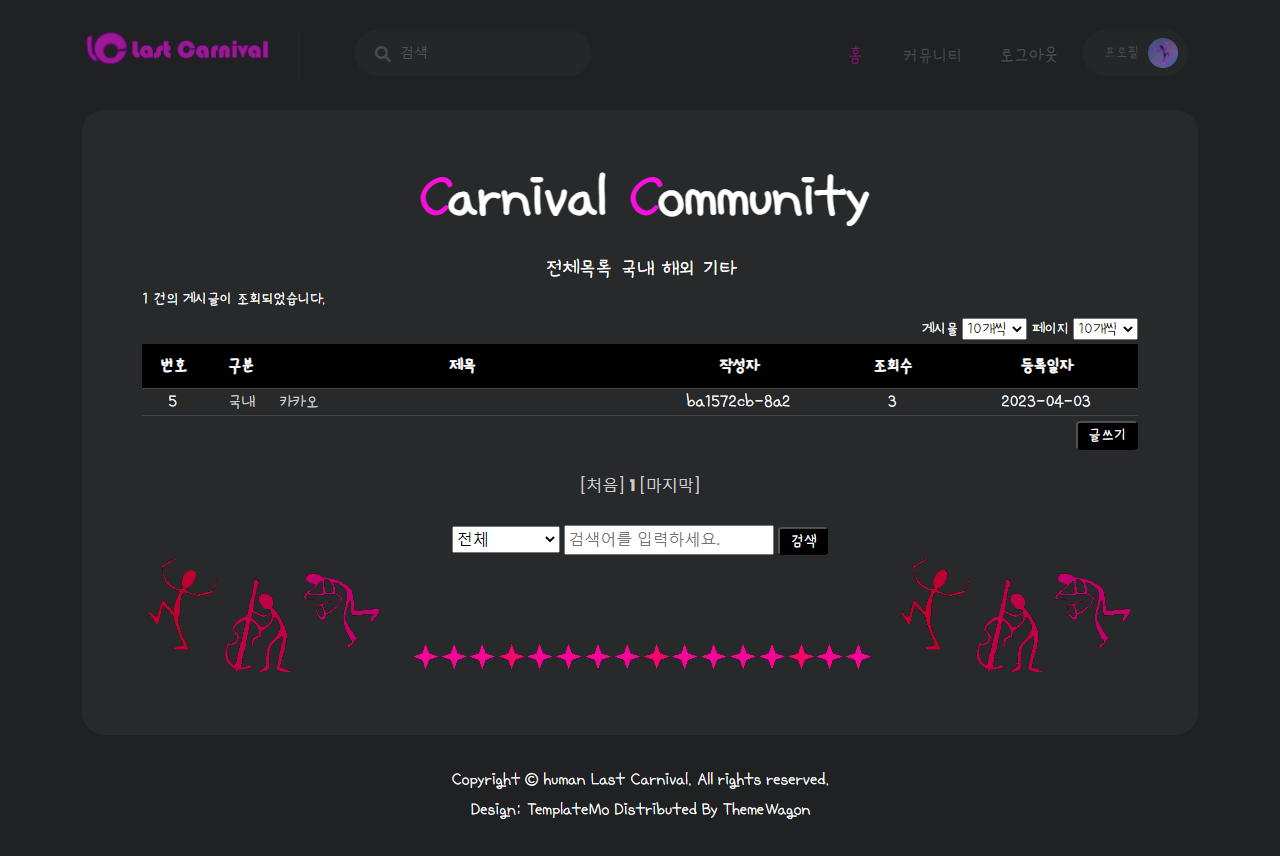 Last Carnival 검색 홈 커뮤니티 로그아웃 프로필
Carnival Community
전체목록 국내 해외 기타
1 건의 게시글이 조회되었습니다.
게시물 10개씩 페이지 10개씩
번호 구분 제목 작성자 조회수 등록일자
5 국내 카카오 ba1572cb-8a2 3 2023-04-03
글쓰기
[처음] 1 [마지막]
전체 검색어를 입력하세요. 검색
Copyright © human Last Carnival. All rights reserved.
Design: TemplateMo Distributed By ThemeWagon